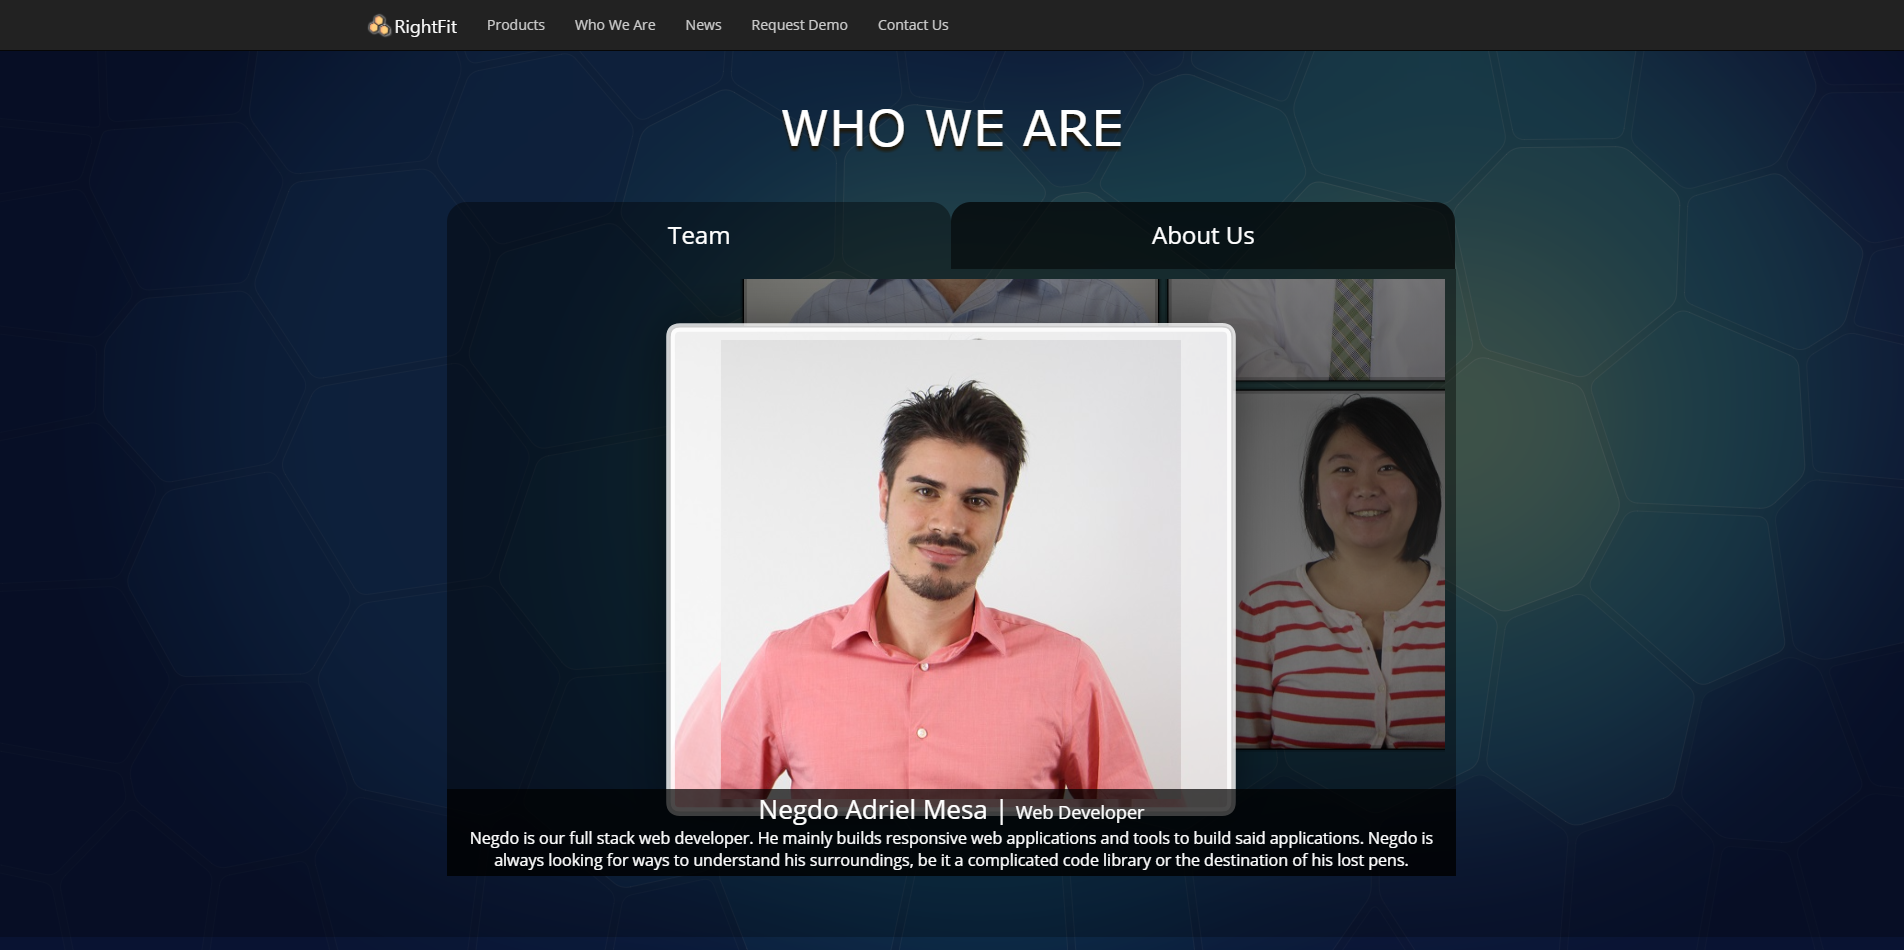 RightFit Products Who We Are News Request Demo Contact Us
WHO WE ARE
Team
About Us
Negdo Adriel Mesa | Web Developer
Negdo is our full stack web developer. He mainly builds responsive web applications and tools to build said applications. Negdo is
always looking for ways to understand his surroundings, be it a complicated code library or the destination of his lost pens.